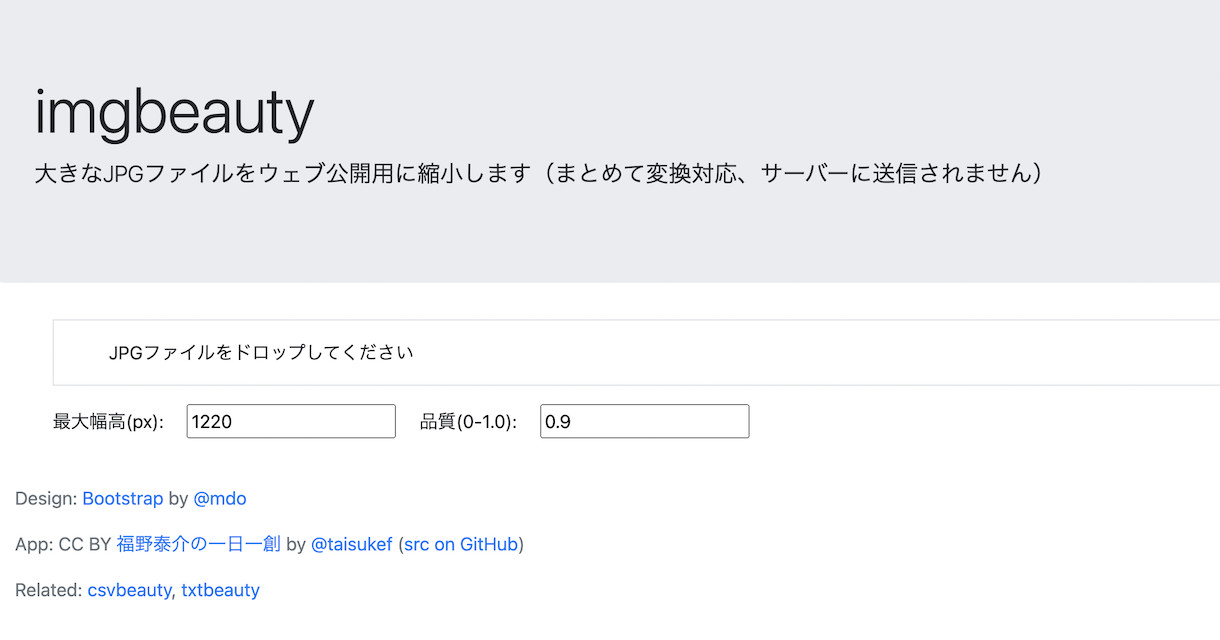 imgbeauty
大きなJPGファイルをウェブ公開用に縮小します（まとめて変換対応、サーバーに送信されません）
JPGファイルをドロップしてください
最大幅高(px): 1220 品質(0-1.0): 0.9
Design: Bootstrap by @mdo
App: CC BY 福野泰介の一日一創 by @taisukef (src on GitHub)
Related: csvbeauty, txtbeauty